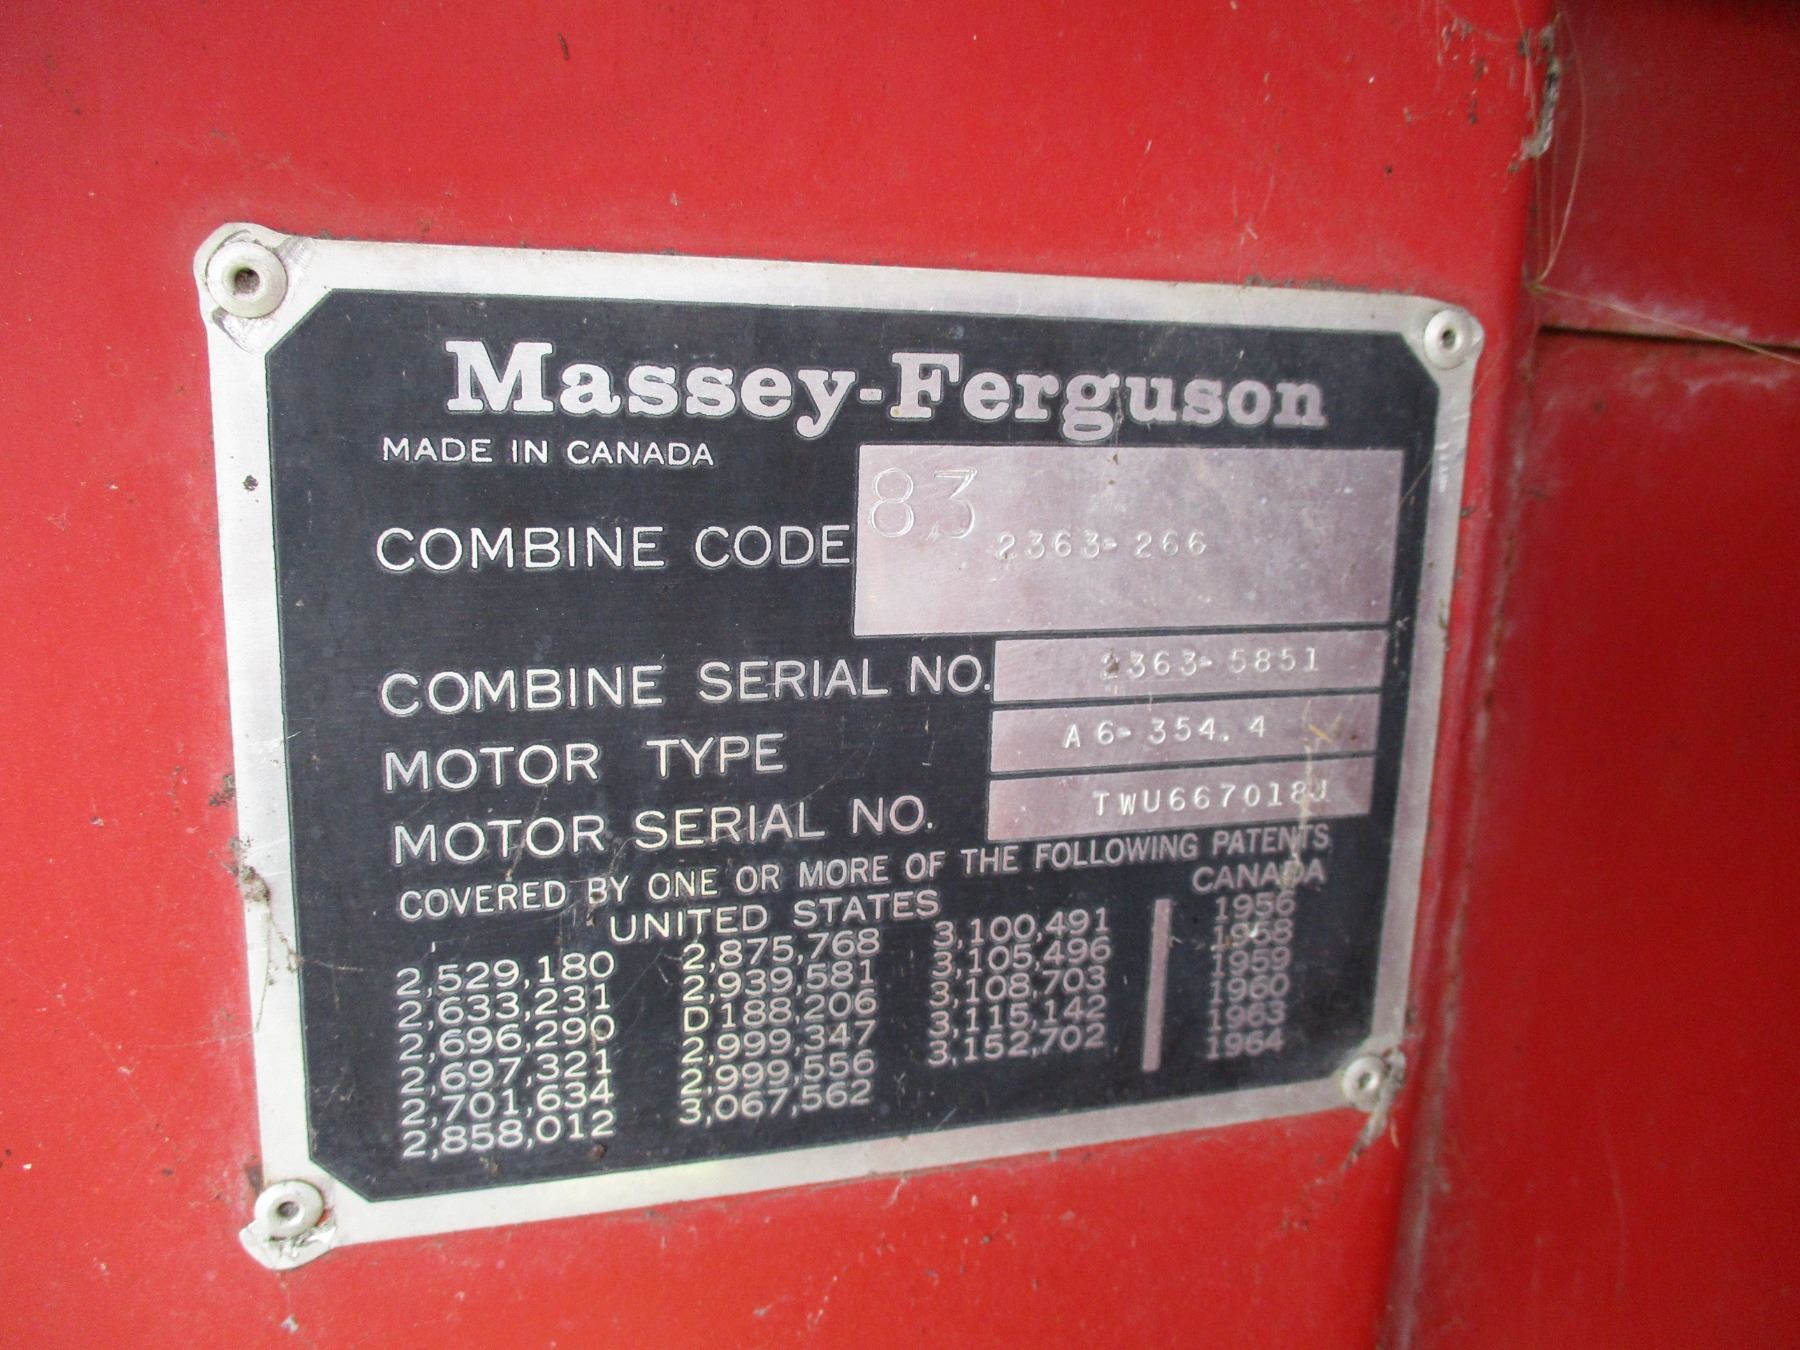 Massey-Ferguson
MADE IN CANADA
COMBINE CODE 83 2363-266
COMBINE SERIAL NO. 2363-5851
MOTOR TYPE A6-354.4
MOTOR SERIAL NO. TWU667018J
COVERED BY ONE OR MORE OF THE FOLLOWING PATENTS
UNITED STATES CANADA
2,529,180 2,875,768 3,100,491 1956
2,633,231 2,939,581 3,105,496 1958
2,696,290 D188,206 3,108,703 1959
2,697,321 2,999,347 3,115,142 1960
2,701,634 2,999,556 3,152,702 1963
2,858,012 3,067,562 1964